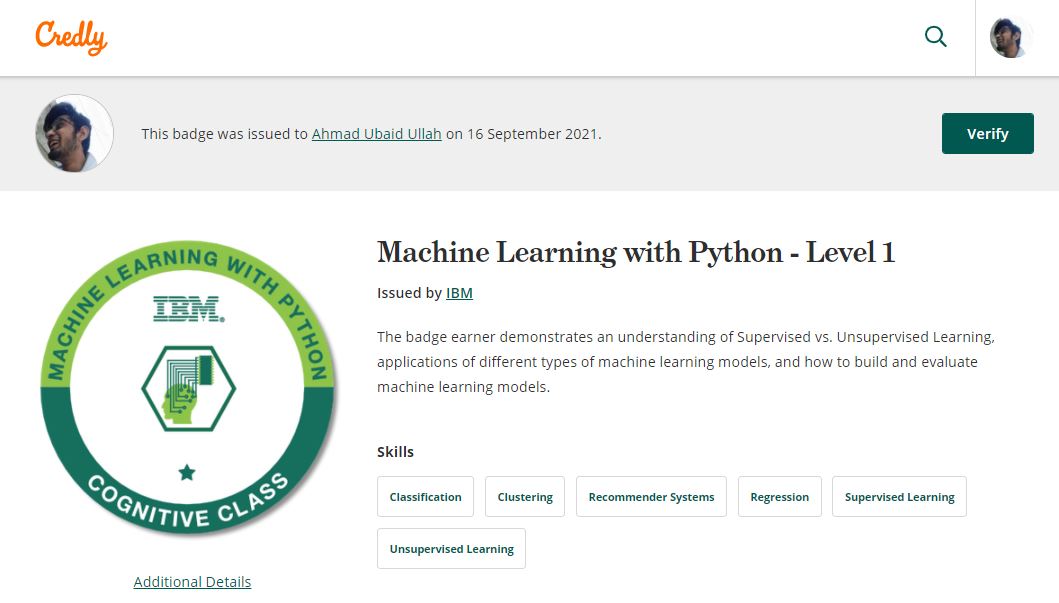 Credly
This badge was issued to Ahmad Ubaid Ullah on 16 September 2021.
Verify
MACHINE LEARNING WITH PYTHON
IBM®
COGNITIVE CLASS
Additional Details
Machine Learning with Python - Level 1
Issued by IBM
The badge earner demonstrates an understanding of Supervised vs. Unsupervised Learning,
applications of different types of machine learning models, and how to build and evaluate
machine learning models.
Skills
Classification
Clustering
Recommender Systems
Regression
Supervised Learning
Unsupervised Learning